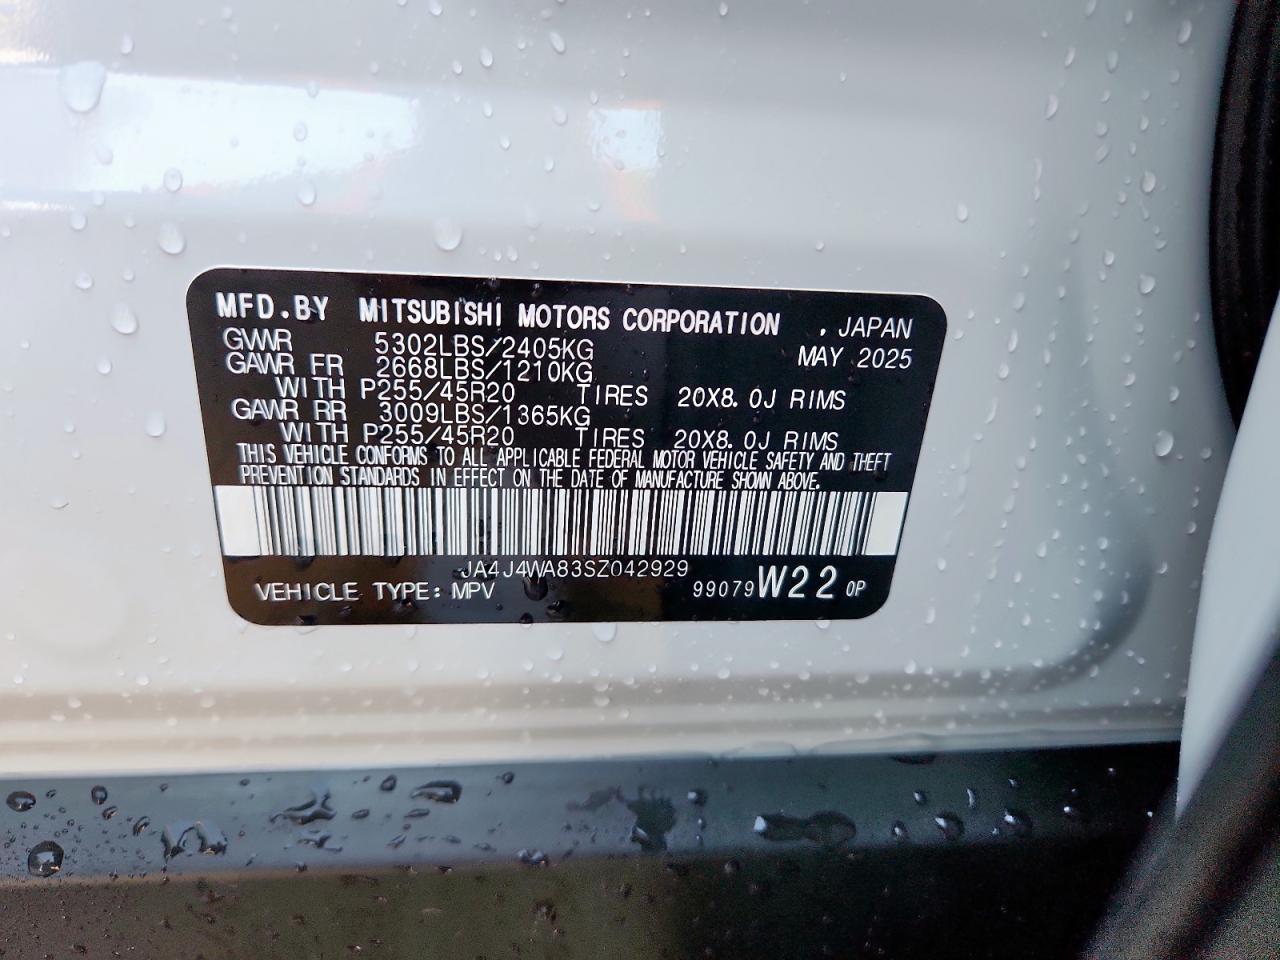 MFD.BY MITSUBISHI MOTORS CORPORATION , JAPAN
GVWR 5302LBS/2405KG MAY 2025
GAWR FR 2668LBS/1210KG
WITH P255/45R20 TIRES 20X8.0J RIMS
GAWR RR 3009LBS/1365KG
WITH P255/45R20 TIRES 20X8.0J RIMS
THIS VEHICLE CONFORMS TO ALL APPLICABLE FEDERAL MOTOR VEHICLE SAFETY AND THEFT
PREVENTION STANDARDS IN EFFECT ON THE DATE OF MANUFACTURE SHOWN ABOVE.
JA4J4WA83SZ042929
VEHICLE TYPE: MPV 99079 W22 0P